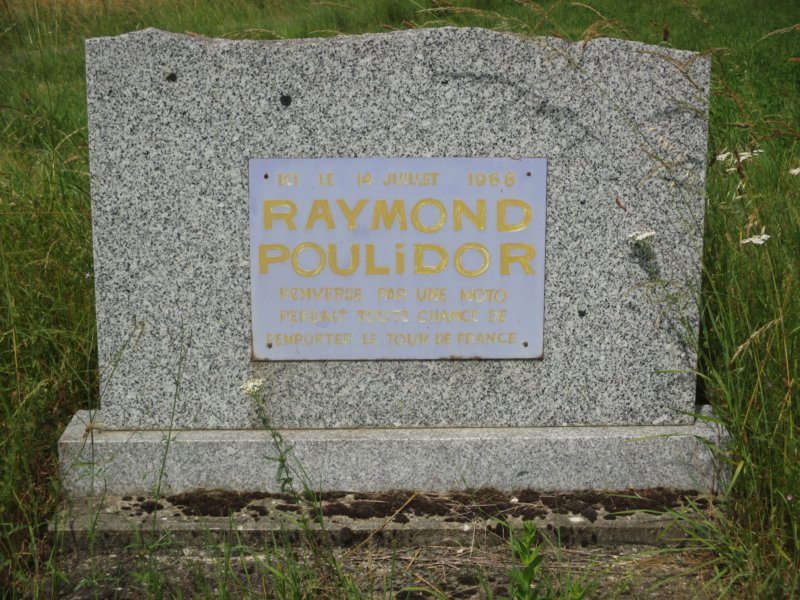 ICI LE 14 JUILLET 1968
RAYMOND
POULiDOR
RENVERSE PAR UNE MOTO
PERDAIT TOUTE CHANCE DE
REMPORTER LE TOUR DE FRANCE